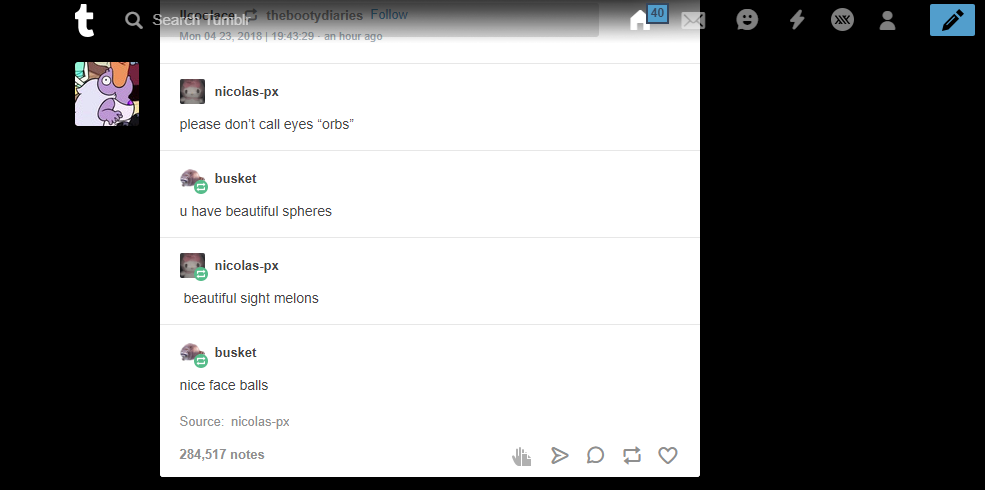 t
Search Tumblr
thebootydiaries Follow
40
Mon 04 23, 2018 | 19:43:29 · an hour ago
nicolas-px
please don’t call eyes “orbs”
busket
u have beautiful spheres
nicolas-px
beautiful sight melons
busket
nice face balls
Source: nicolas-px
284,517 notes